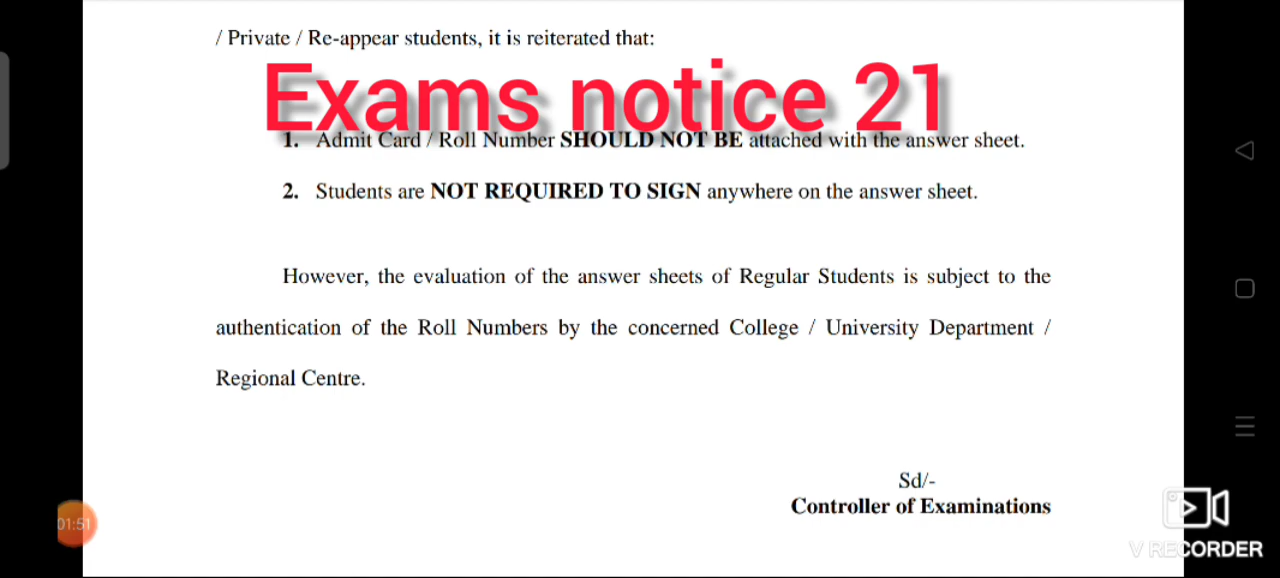 / Private / Re-appear students, it is reiterated that:
Exams notice 21
1. Admit Card / Roll Number SHOULD NOT BE attached with the answer sheet.
2. Students are NOT REQUIRED TO SIGN anywhere on the answer sheet.
However, the evaluation of the answer sheets of Regular Students is subject to the
authentication of the Roll Numbers by the concerned College / University Department /
Regional Centre.
Sd/-
Controller of Examinations
01:51
V RECORDER